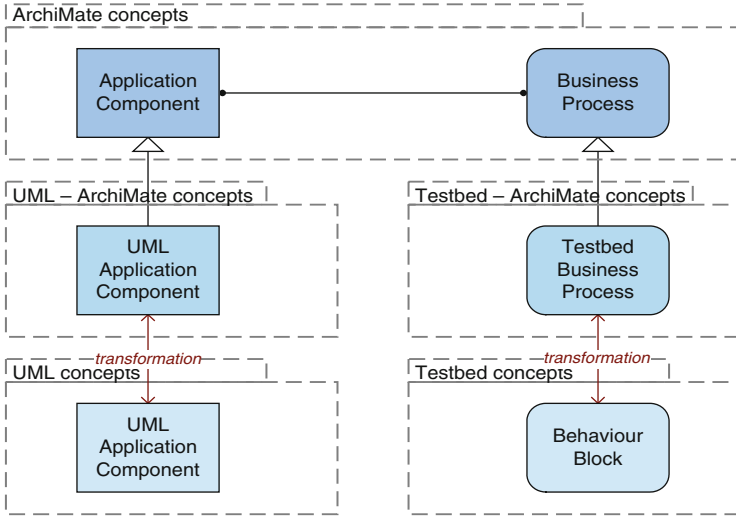 ArchiMate concepts
Application
Component
Business
Process
UML – ArchiMate concepts
Testbed – ArchiMate concepts
UML
Application
Component
Testbed
Business
Process
transformation
transformation
UML concepts
Testbed concepts
UML
Application
Component
Behaviour
Block